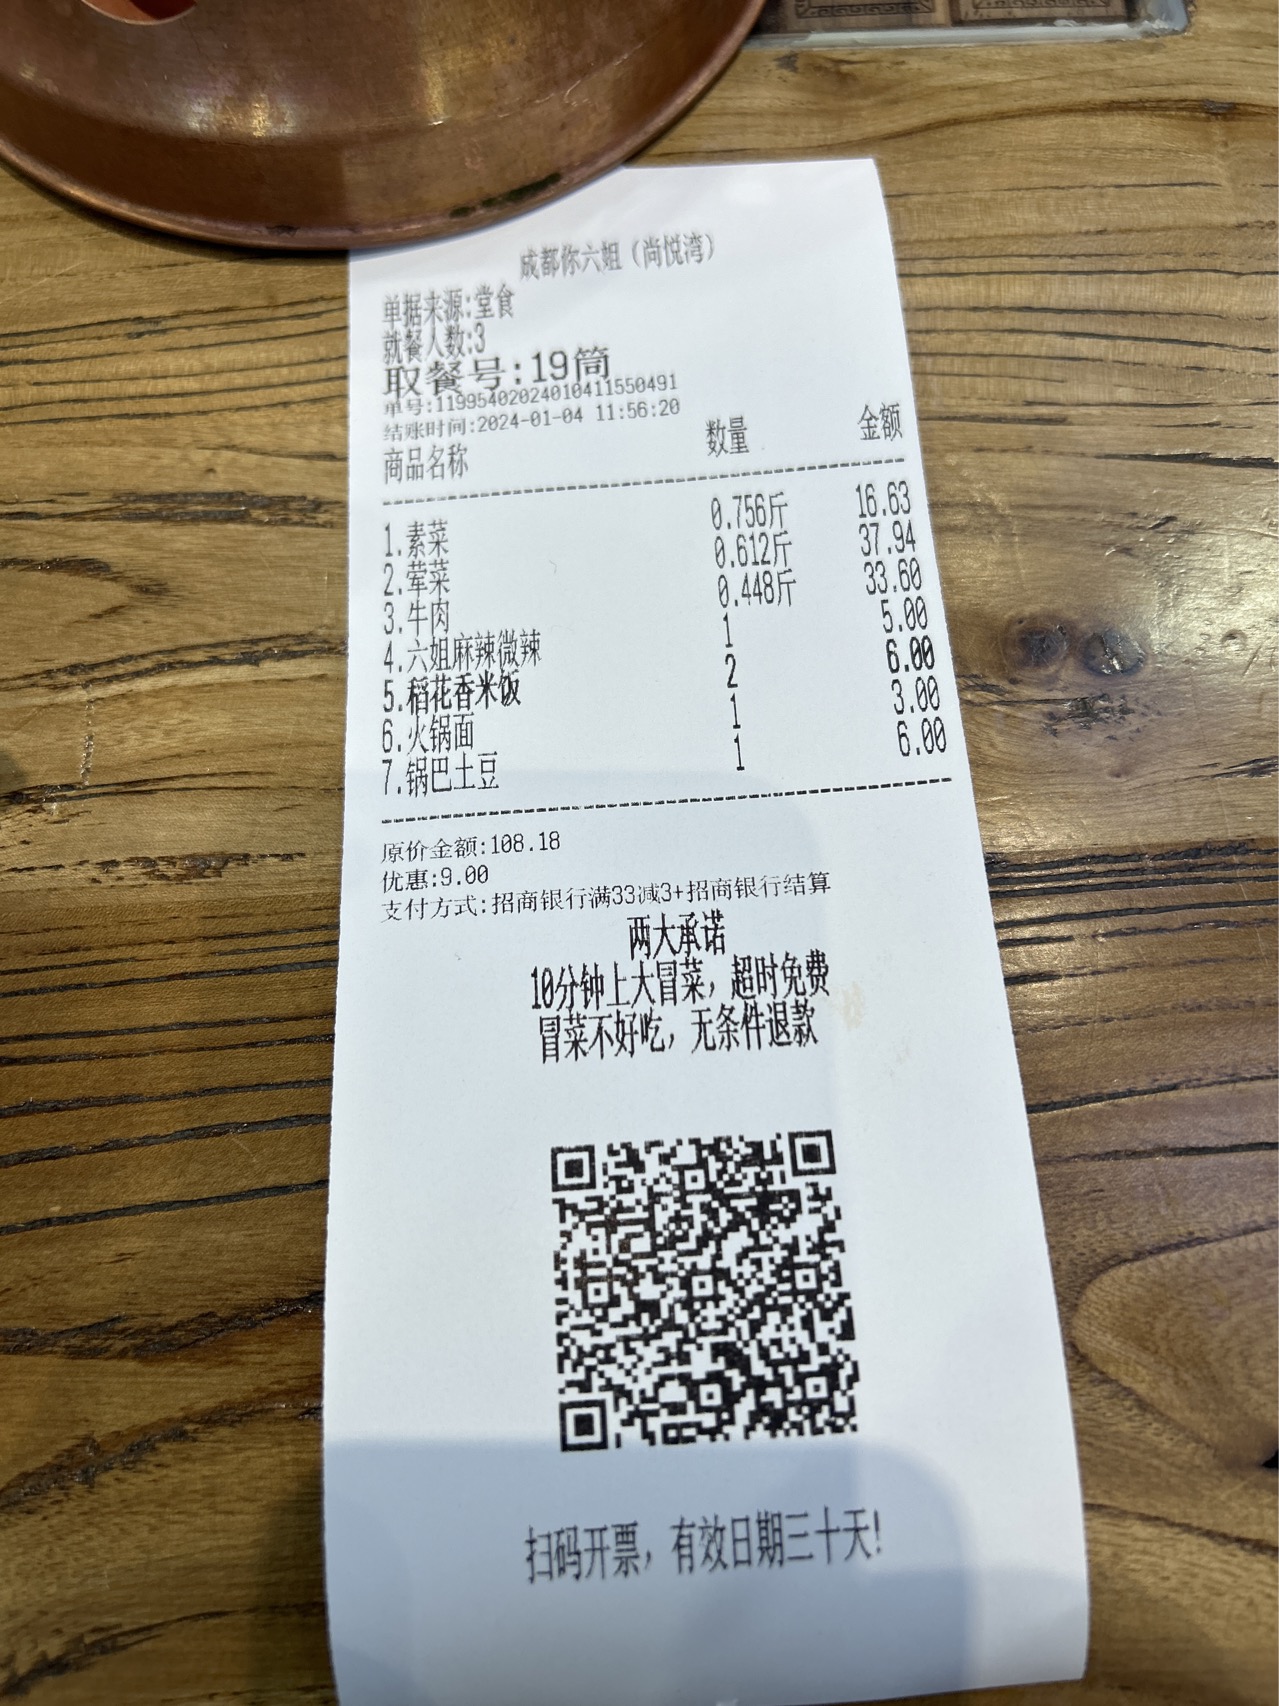 成都你六姐（尚悦湾）
单据来源:堂食
就餐人数:3
取餐号:19筒
单号:11995402024010411550491
结账时间:2024-01-04 11:56:20
商品名称 数量 金额
1.素菜 0.756斤 16.63
2.荤菜 0.612斤 37.94
3.牛肉 0.448斤 33.60
4.六姐麻辣微辣 1 5.00
5.稻花香米饭 2 6.00
6.火锅面 1 3.00
7.锅巴土豆 1 6.00
原价金额:108.18
优惠:9.00
支付方式:招商银行满33减3+招商银行结算
两大承诺
10分钟上大冒菜，超时免费
冒菜不好吃，无条件退款
扫码开票，有效日期三十天!